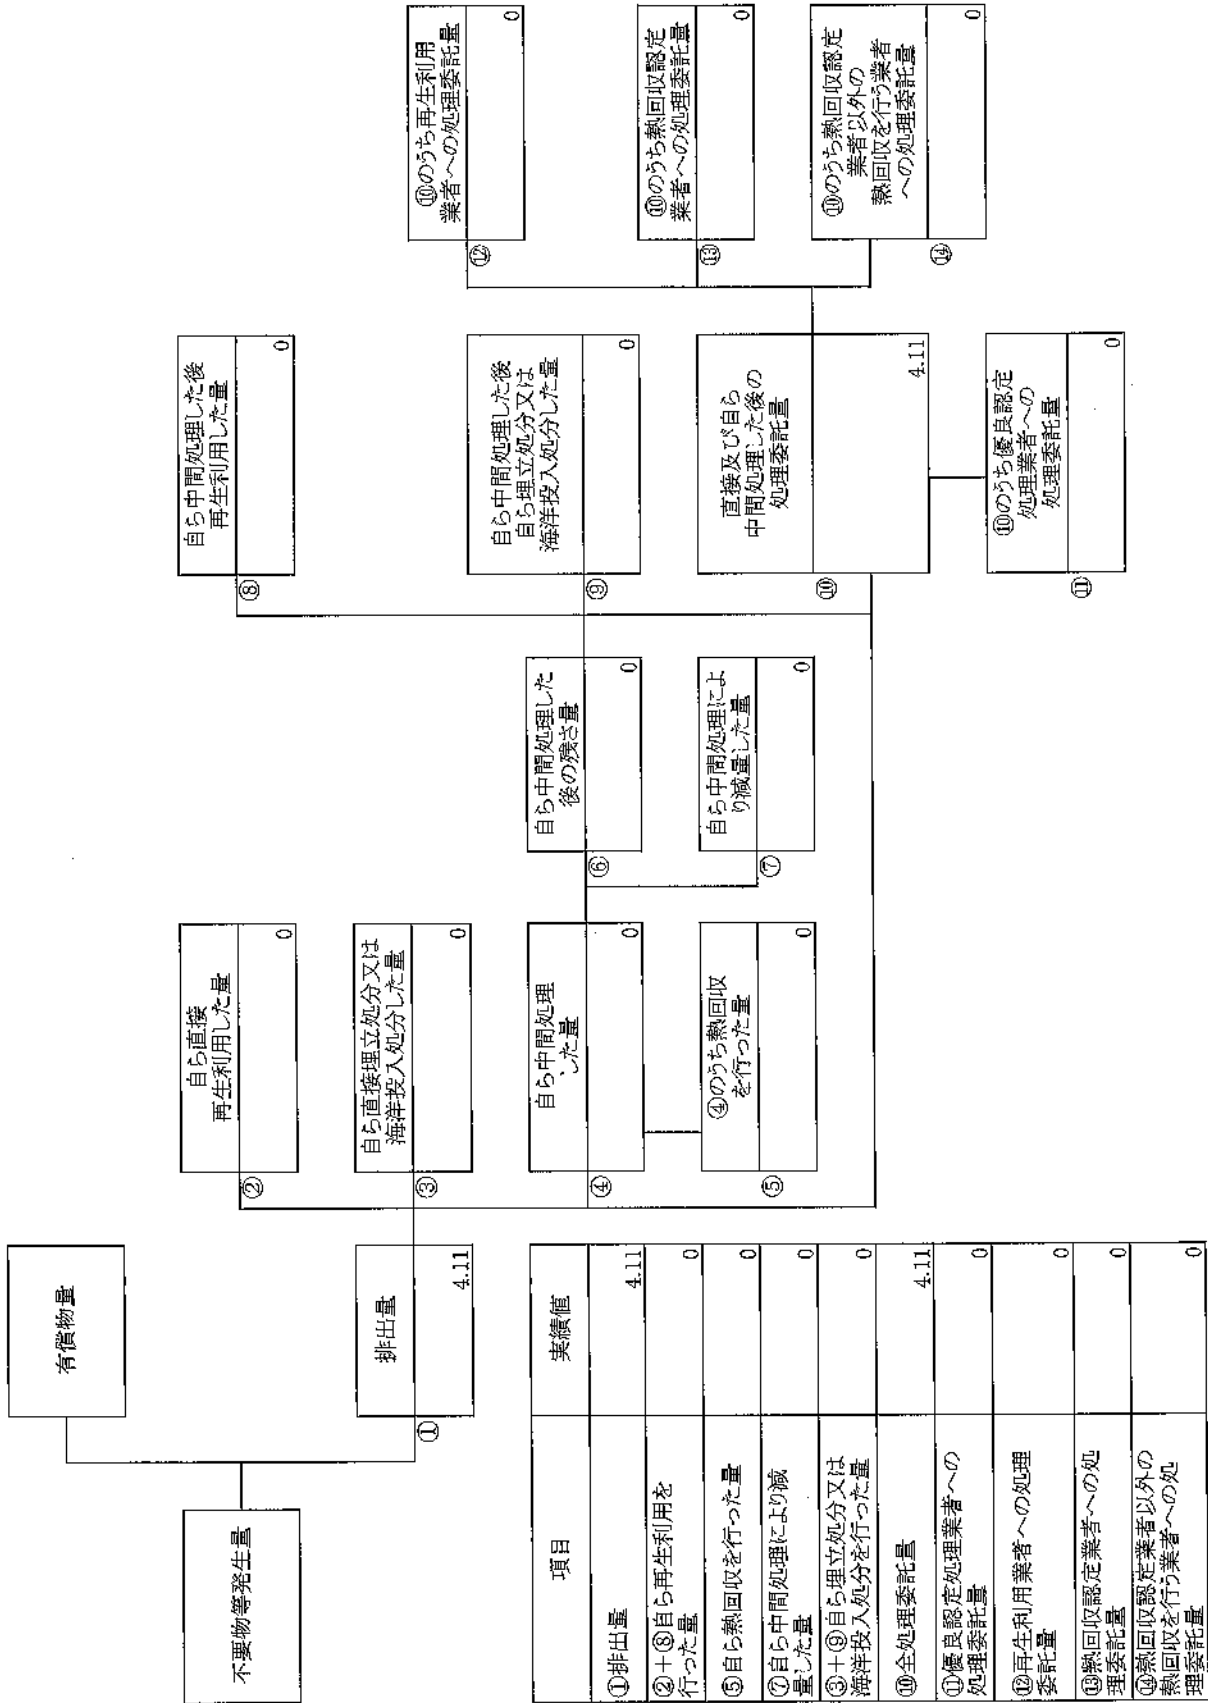 不要物等発生量
有償物量
①
排出量
4.11
②
自ら直接
再生利用した量
0
③
自ら直接埋立処分又は
海洋投入処分した量
0
④
自ら中間処理
した量
0
⑤
④のうち熱回収
を行った量
0
⑥
自ら中間処理した
後の残さ量
0
⑦
自ら中間処理によ
り減量した量
0
⑧
自ら中間処理した後
再生利用した量
0
⑨
自ら中間処理した後
自ら埋立処分又は
海洋投入処分した量
0
⑩
直接及び自ら
中間処理した後の
処理委託量
4.11
⑪
⑩のうち優良認定
処理業者への
処理委託量
0
⑫
⑩のうち再生利用
業者への処理委託量
0
⑬
⑩のうち熱回収認定
業者への処理委託量
0
⑭
⑩のうち熱回収認定
業者以外の
熱回収を行う業者
への処理委託量
0
項目 実績値
①排出量 4.11
②+⑧自ら再生利用を
行った量 0
⑤自ら熱回収を行った量 0
⑦自ら中間処理により減
量した量 0
③+⑨自ら埋立処分又は
海洋投入処分を行った量 0
⑩全処理委託量 4.11
⑪優良認定処理業者への
処理委託量 0
⑫再生利用業者への処理
委託量 0
⑬熱回収認定業者への処
理委託量 0
⑭熱回収認定業者以外の
熱回収を行う業者への処
理委託量 0